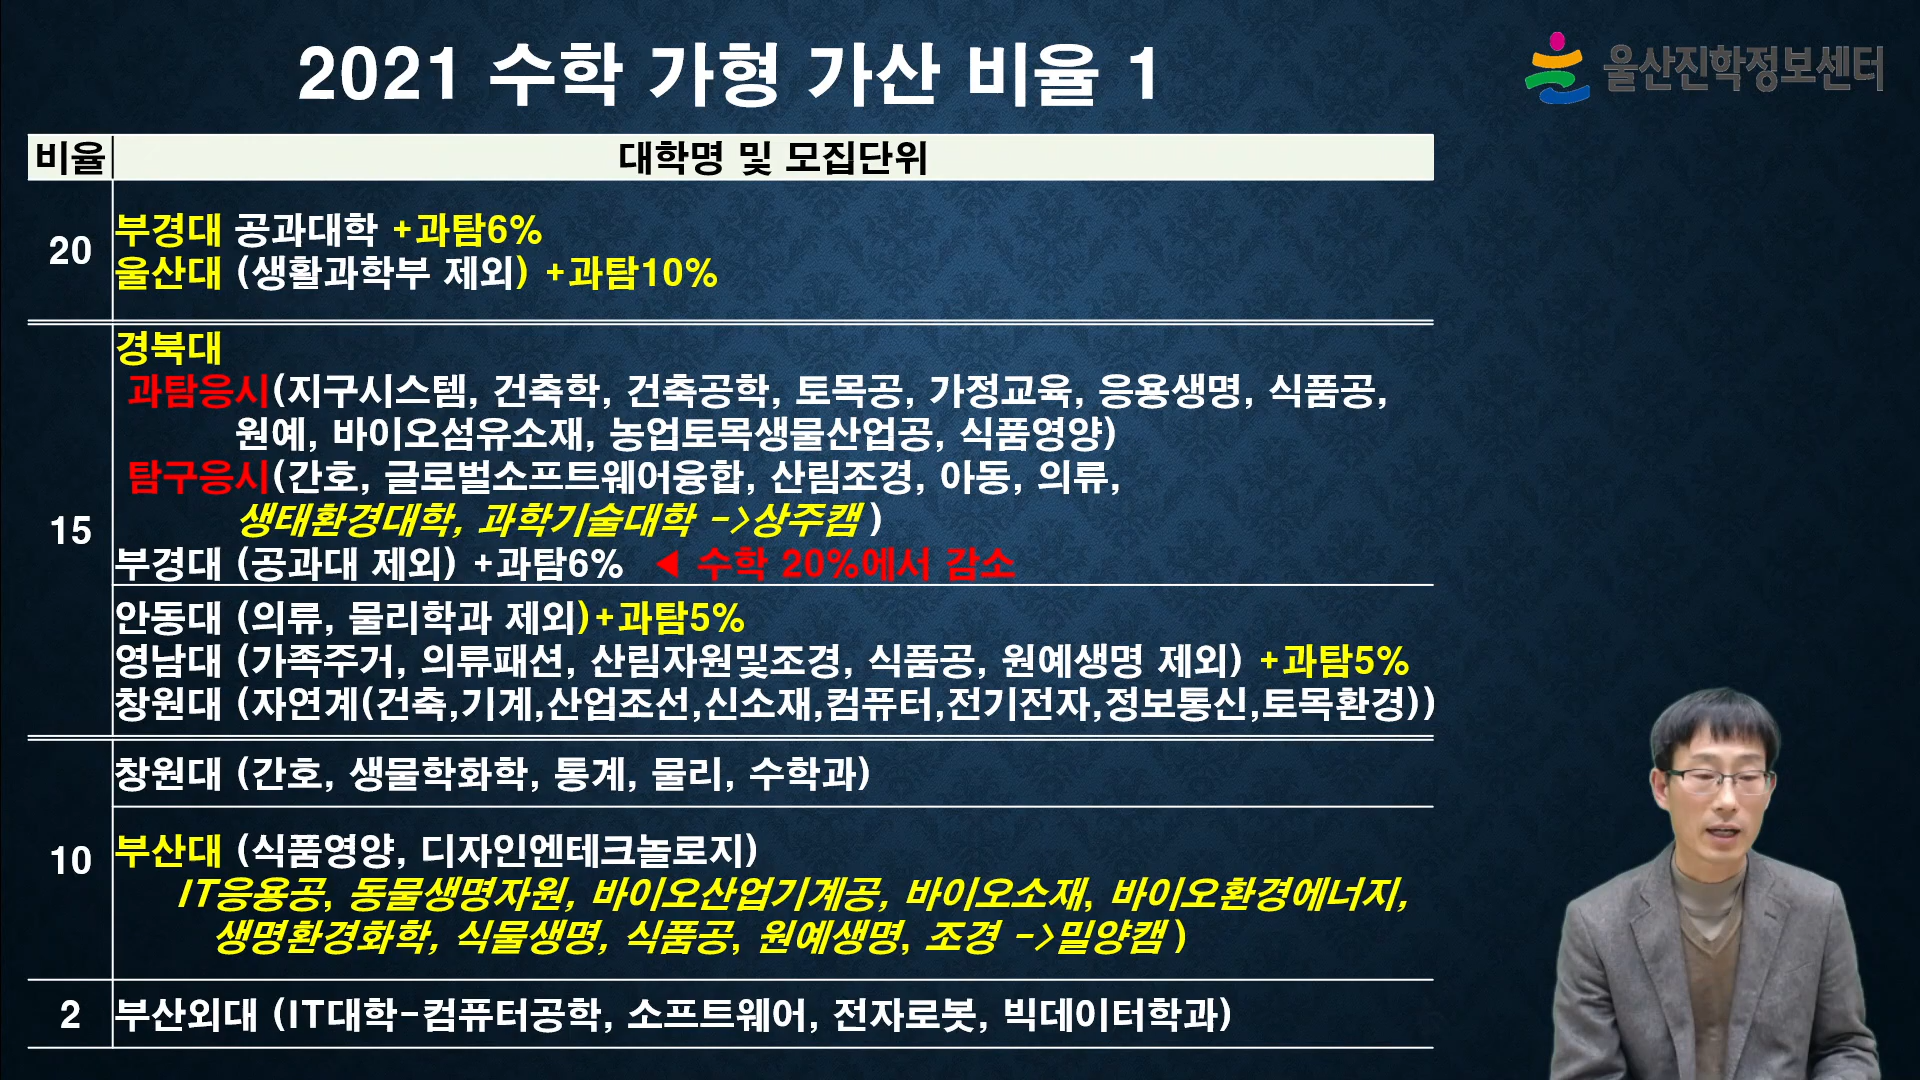 2021 수학 가형 가산 비율 1
울산진학정보센터
비율 대학명 및 모집단위
20
부경대 공과대학 +과탐6%
울산대 (생활과학부 제외) +과탐10%
15
경북대
과탐응시(지구시스템, 건축학, 건축공학, 토목공, 가정교육, 응용생명, 식품공,
원예, 바이오섬유소재, 농업토목생물산업공, 식품영양)
탐구응시(간호, 글로벌소프트웨어융합, 산림조경, 아동, 의류,
생태환경대학, 과학기술대학 ->상주캠 )
부경대 (공과대 제외) +과탐6% ◀ 수학 20%에서 감소
안동대 (의류, 물리학과 제외)+과탐5%
영남대 (가족주거, 의류패션, 산림자원및조경, 식품공, 원예생명 제외) +과탐5%
창원대 (자연계(건축,기계,산업조선,신소재,컴퓨터,전기전자,정보통신,토목환경))
10
창원대 (간호, 생물학화학, 통계, 물리, 수학과)
부산대 (식품영양, 디자인엔테크놀로지)
IT응용공, 동물생명자원, 바이오산업기계공, 바이오소재, 바이오환경에너지,
생명환경화학, 식물생명, 식품공, 원예생명, 조경 ->밀양캠 )
2 부산외대 (IT대학-컴퓨터공학, 소프트웨어, 전자로봇, 빅데이터학과)